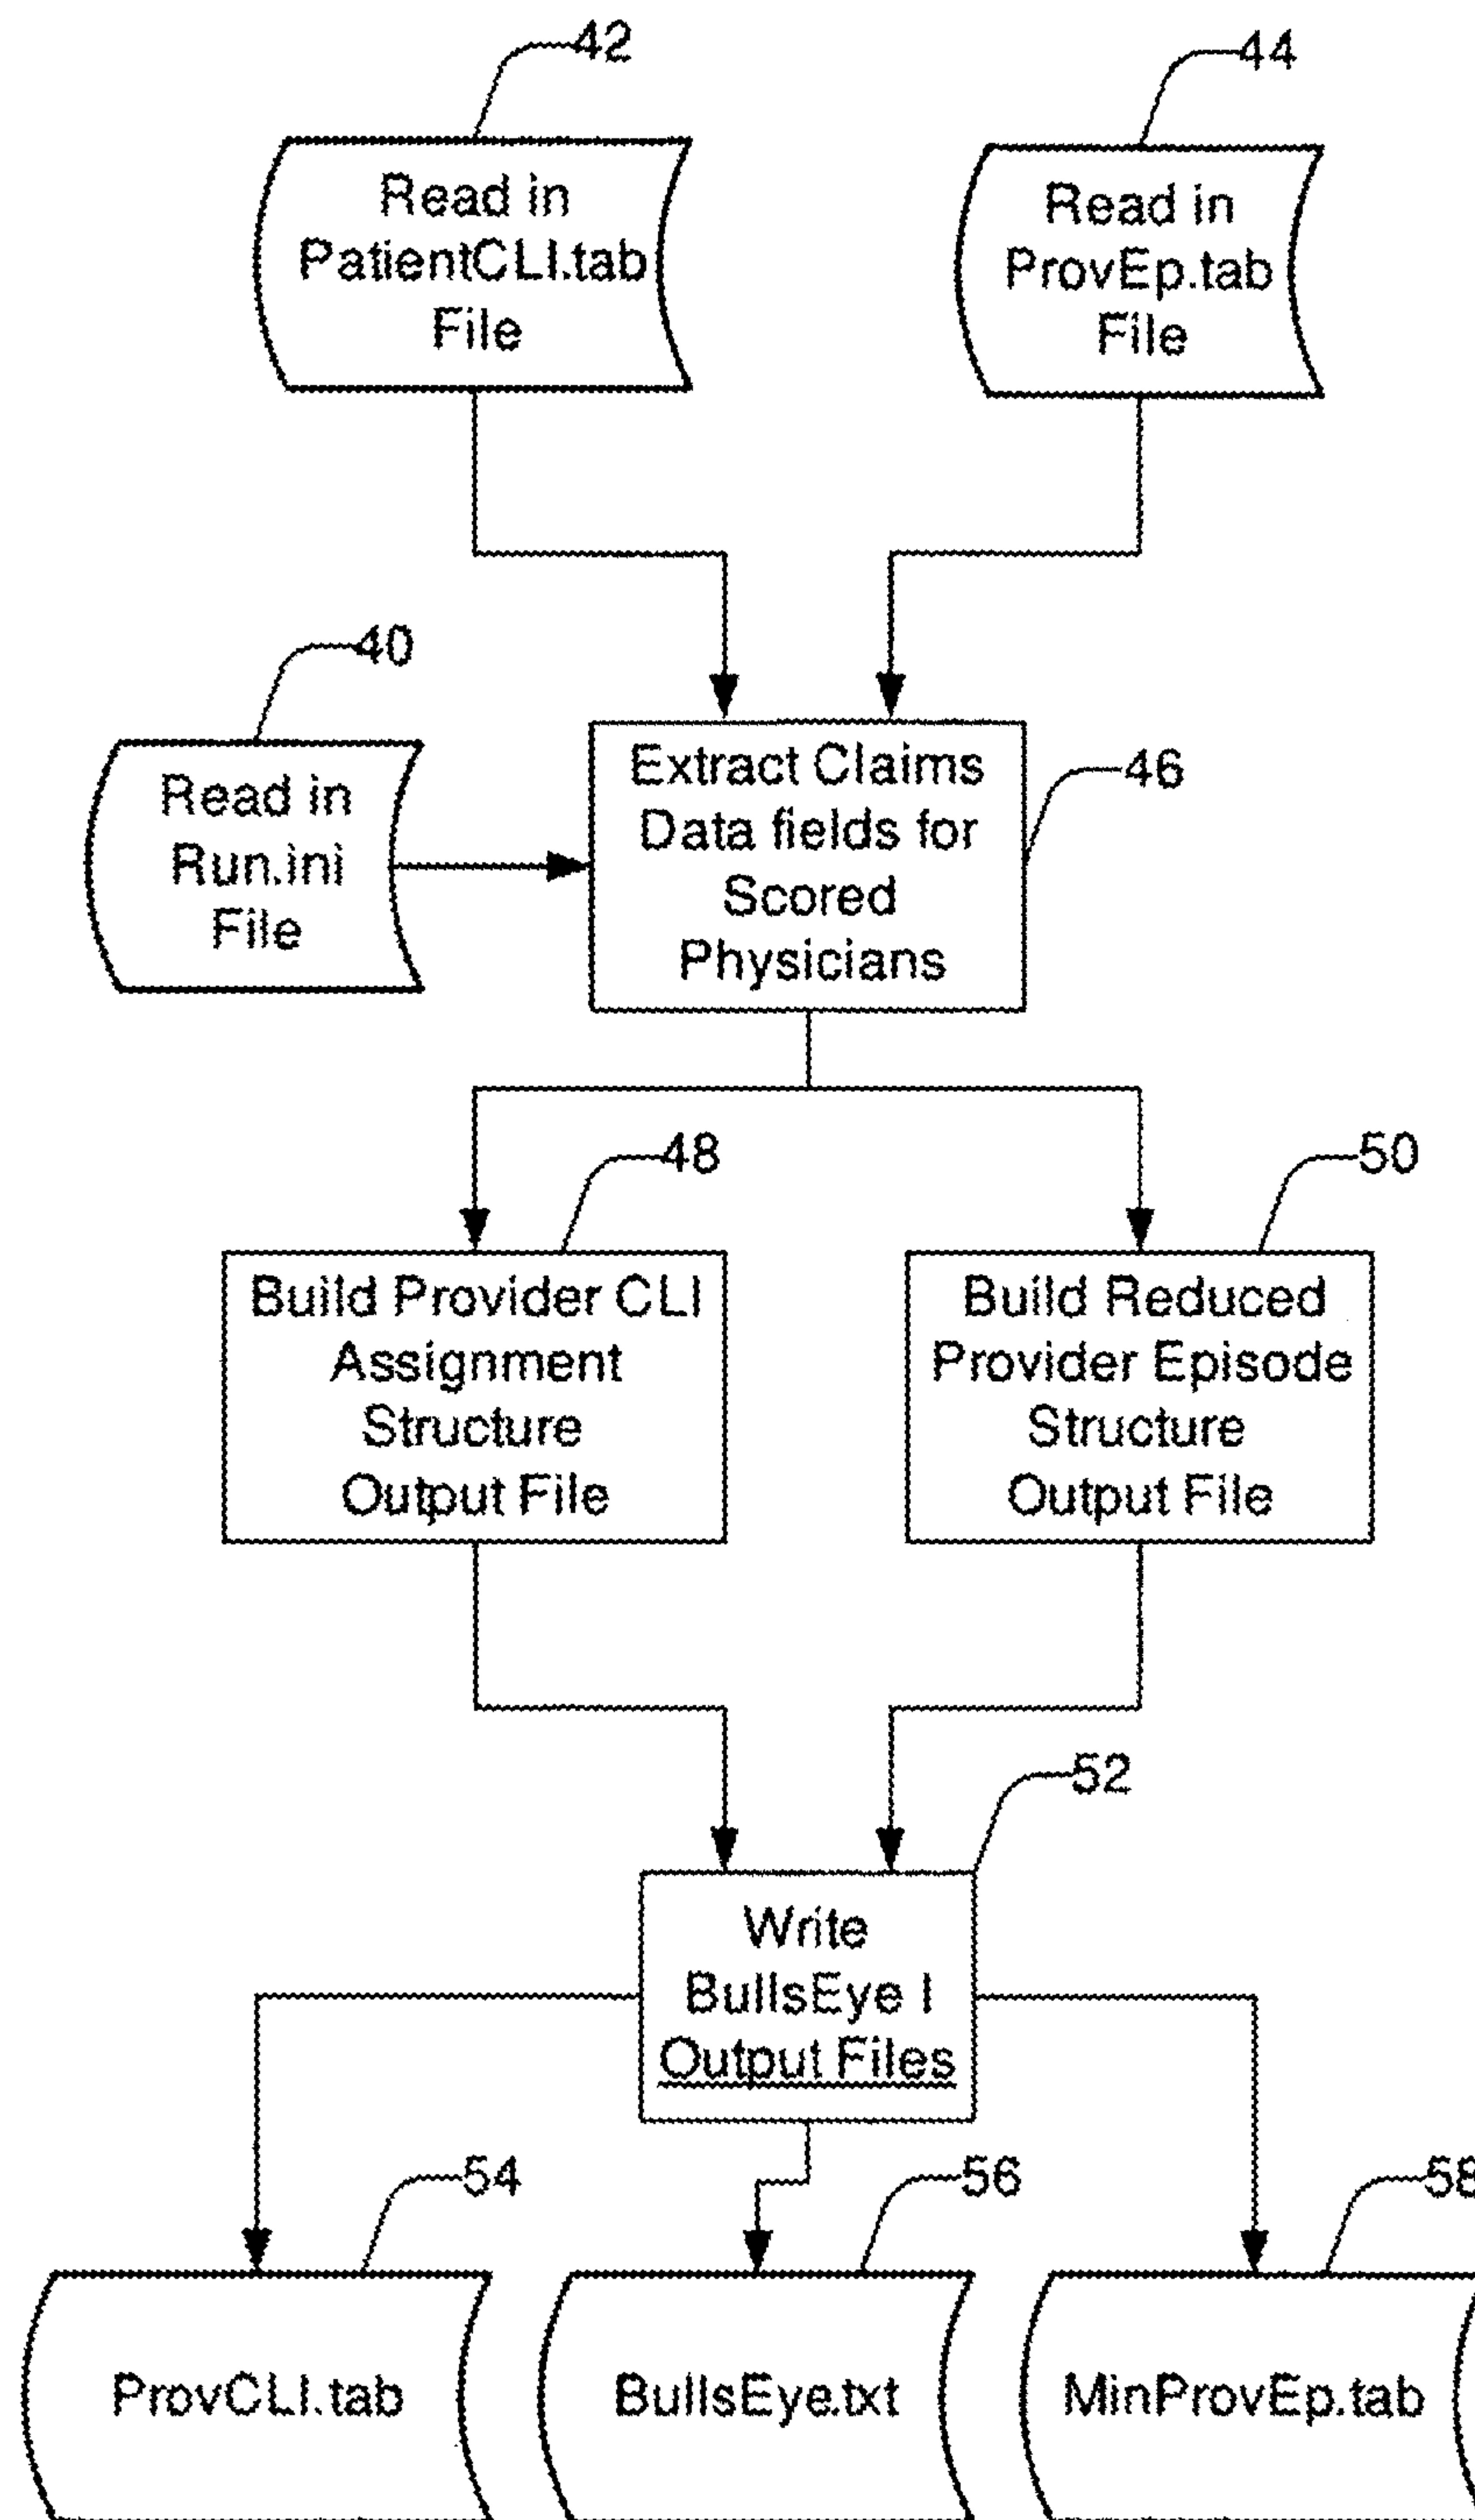 42
44
Read in
PatientCLI.tab
File
Read in
ProvEp.tab
File
40
Read in
Run.ini
File
Extract Claims
Data fields for
Scored
Physicians
46
48
50
Build Provider CLI
Assignment
Structure
Output File
Build Reduced
Provider Episode
Structure
Output File
52
Write
BullsEye I
Output Files
54
56
58
ProvCLI.tab
BullsEye.txt
MinProvEp.tab